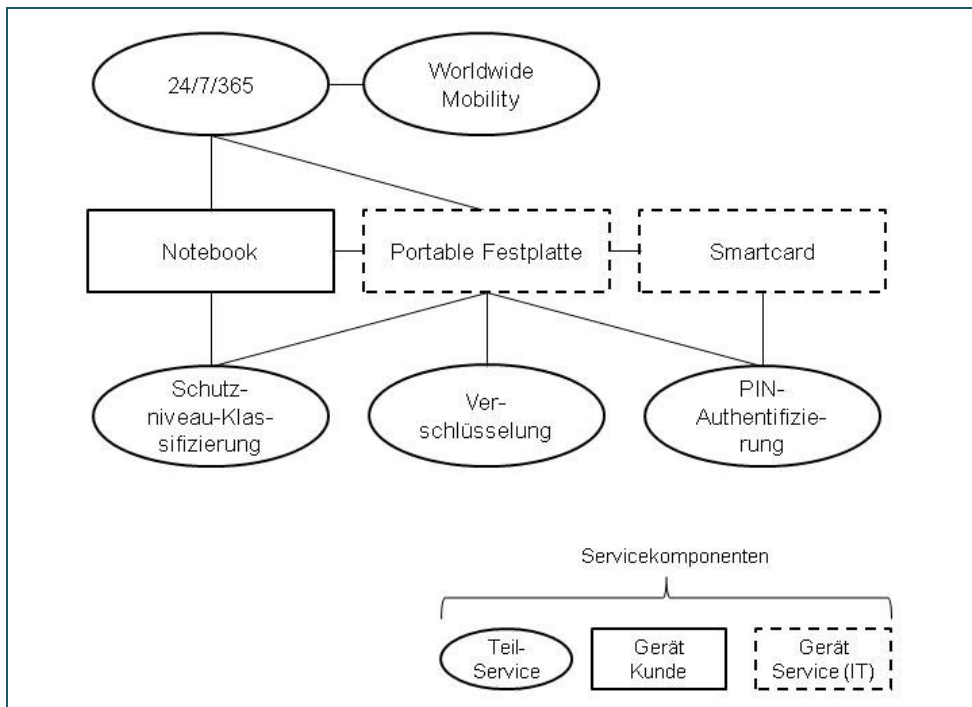 24/7/365
Worldwide
Mobility
Notebook
Portable Festplatte
Smartcard
Schutz-
niveau-Klas-
sifizierung
Ver-
schlüsselung
PIN-
Authentifizie-
rung
Servicekomponenten
Teil-
Service
Gerät
Kunde
Gerät
Service (IT)